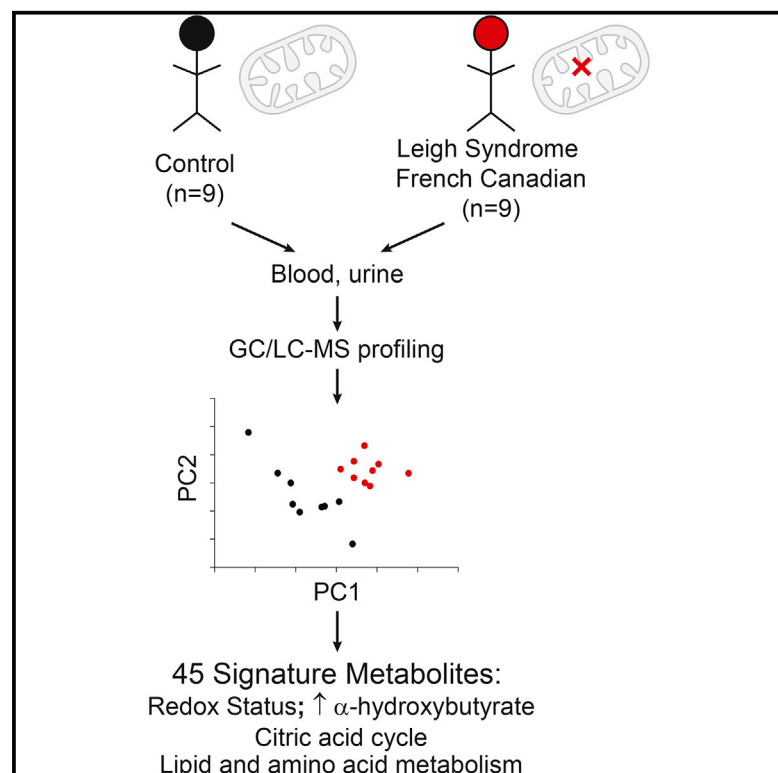 Control
(n=9)
Leigh Syndrome
French Canadian
(n=9)
Blood, urine
GC/LC-MS profiling
PC2
PC1
45 Signature Metabolites:
Redox Status; ↑ α-hydroxybutyrate
Citric acid cycle
Lipid and amino acid metabolism